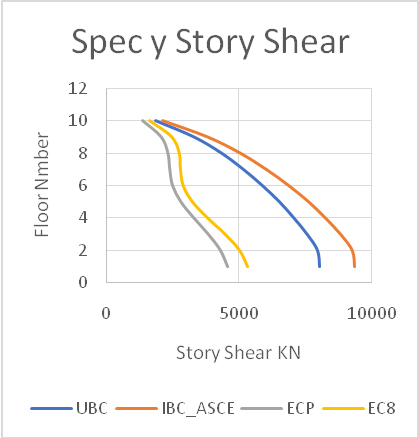 Spec y Story Shear
12
10
8
6
4
2
0
0 5000 10000
Floor Nmber
Story Shear KN
UBC IBC_ASCE ECP EC8